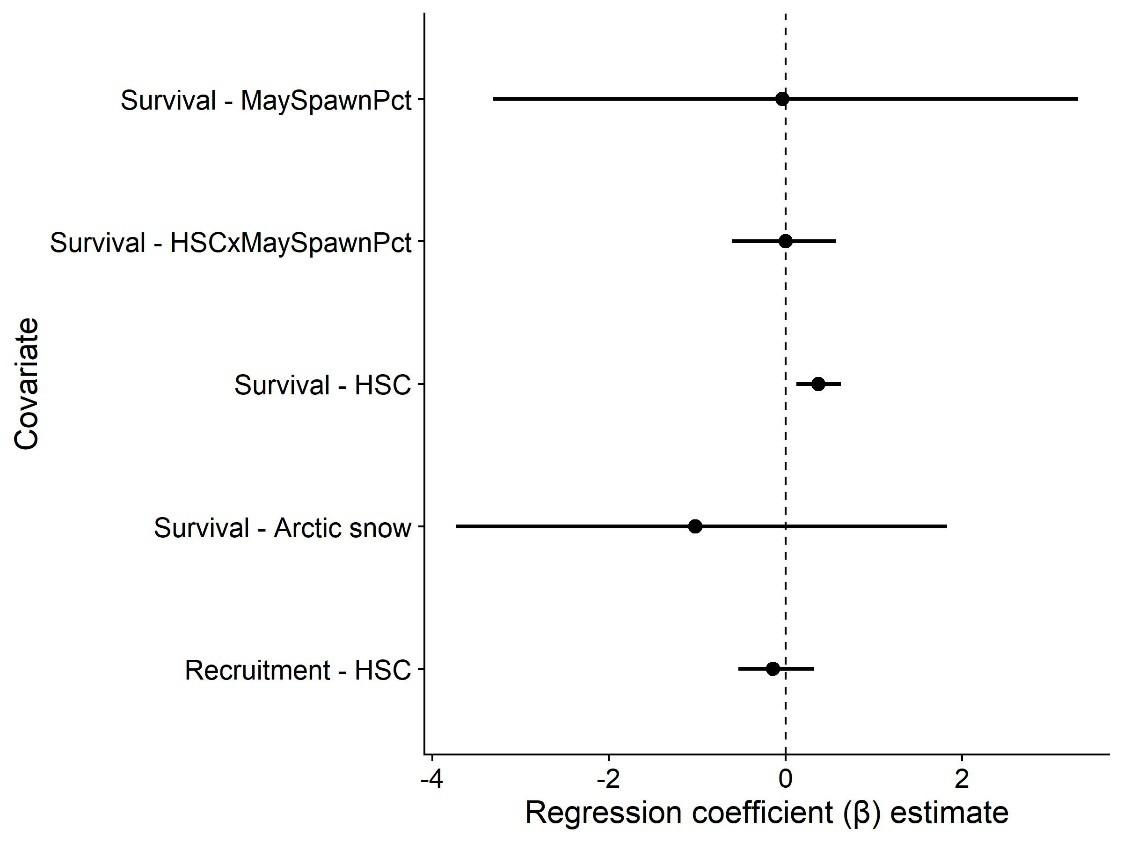 Survival - MaySpawnPct
Survival - HSCxMaySpawnPct
Survival - HSC
Survival - Arctic snow
Recruitment - HSC
Covariate
-4
-2
0
2
Regression coefficient (β) estimate